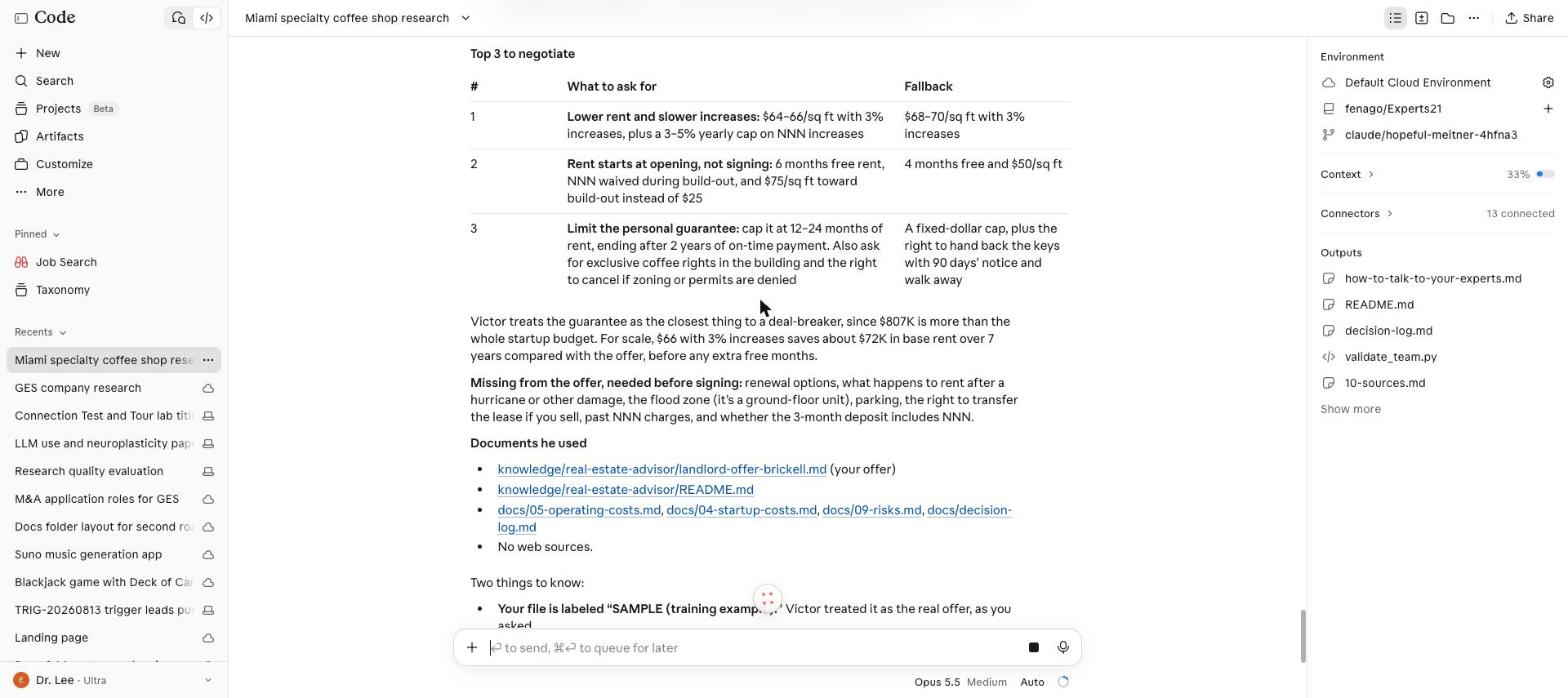 Code
Miami specialty coffee shop research
Share
New
Search
Projects Beta
Artifacts
Customize
More
Pinned
Job Search
Taxonomy
Recents
Miami specialty coffee shop rese
GES company research
Connection Test and Tour lab titl
LLM use and neuroplasticity pap
Research quality evaluation
M&A application roles for GES
Docs folder layout for second ro
Suno music generation app
Blackjack game with Deck of Car
TRIG-20260813 trigger leads pu
Landing page
E Dr. Lee · Ultra
Top 3 to negotiate
# What to ask for Fallback
1 Lower rent and slower increases: $64–66/sq ft with 3% $68–70/sq ft with 3%
increases, plus a 3–5% yearly cap on NNN increases increases
2 Rent starts at opening, not signing: 6 months free rent, 4 months free and $50/sq ft
NNN waived during build-out, and $75/sq ft toward
build-out instead of $25
3 Limit the personal guarantee: cap it at 12–24 months of A fixed-dollar cap, plus the
rent, ending after 2 years of on-time payment. Also ask right to hand back the keys
for exclusive coffee rights in the building and the right with 90 days’ notice and
to cancel if zoning or permits are denied walk away
Victor treats the guarantee as the closest thing to a deal-breaker, since $807K is more than the
whole startup budget. For scale, $66 with 3% increases saves about $72K in base rent over 7
years compared with the offer, before any extra free months.
Missing from the offer, needed before signing: renewal options, what happens to rent after a
hurricane or other damage, the flood zone (it’s a ground-floor unit), parking, the right to transfer
the lease if you sell, past NNN charges, and whether the 3-month deposit includes NNN.
Documents he used
• knowledge/real-estate-advisor/landlord-offer-brickell.md (your offer)
• knowledge/real-estate-advisor/README.md
• docs/05-operating-costs.md, docs/04-startup-costs.md, docs/09-risks.md, docs/decision-
log.md
• No web sources.
Two things to know:
• Your file is labeled “SAMPLE (training Victor treated it as the real offer, as you
asked
⏎ to send, ⌘⏎ to queue for later
Opus 5.5 Medium Auto
Environment
Default Cloud Environment
fenago/Experts21
claude/hopeful-meitner-4hfna3
Context 33%
Connectors 13 connected
Outputs
how-to-talk-to-your-experts.md
README.md
decision-log.md
validate_team.py
10-sources.md
Show more